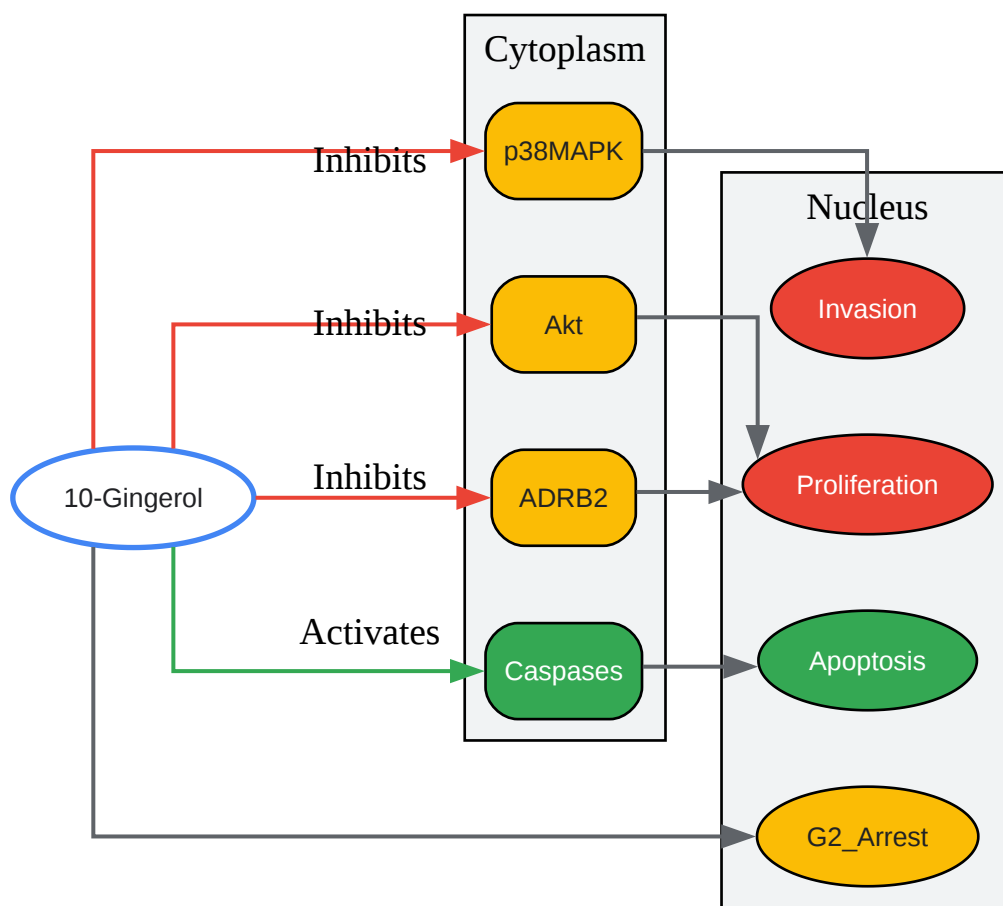 Cytoplasm
p38MAPK
Inhibits
Nucleus
Invasion
Inhibits
Akt
Inhibits
10-Gingerol
ADRB2
Proliferation
Activates
Caspases
Apoptosis
G2_Arrest